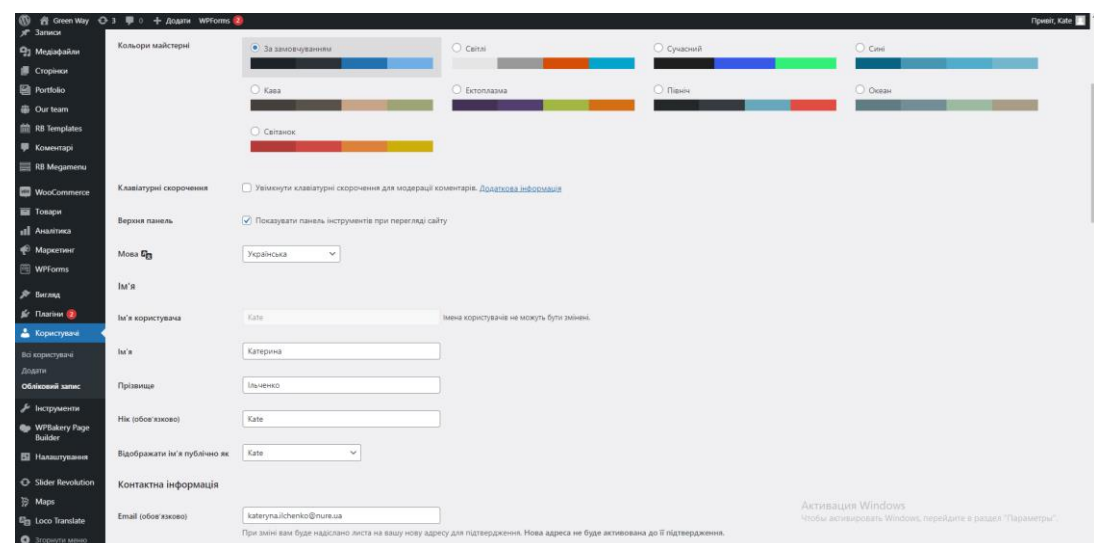 Green Way 3 0 + Додати WPForms 2 Привіт, Kate
Записи
Медіафайли
Сторінки
Portfolio
Our team
RB Templates
Коментарі
RB Megamenu
WooCommerce
Товари
Аналітика
Маркетинг
WPForms
Вигляд
Плагіни 2
Користувачі
Всі користувачі
Додати
Обліковий запис
Інструменти
WPBakery Page
Builder
Налаштування
Slider Revolution
Maps
Loco Translate
Згорнути меню
Кольори майстерні
За замовчуванням Світлі Сучасний Сині
Кава Ектоплазма Північ Океан
Світанок
Клавіатурні скорочення Увімкнути клавіатурні скорочення для модерації коментарів. Додаткова інформація
Верхня панель Показувати панель інструментів при перегляді сайту
Мова Українська
Ім'я
Ім'я користувача Kate Імена користувачів не можуть бути змінені.
Ім'я Катерина
Прізвище Ільченко
Нік (обов'язково) Kate
Відображати ім'я публічно як Kate
Контактна інформація
Email (обов'язково) kateryna.ilchenko@nure.ua
При зміні вам буде надіслано листа на вашу нову адресу для підтвердження. Нова адреса не буде активована до її підтвердження.
Активация Windows
Чтобы активировать Windows, перейдите в раздел "Параметры".